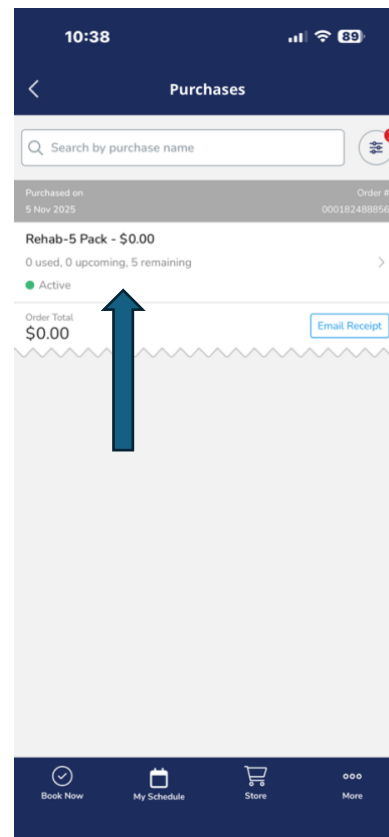 10:38 89
Purchases
Search by purchase name
Purchased on Order #
5 Nov 2025 000182488856
Rehab-5 Pack - $0.00
0 used, 0 upcoming, 5 remaining
Active
Order Total
$0.00 Email Receipt
Book Now My Schedule Store More